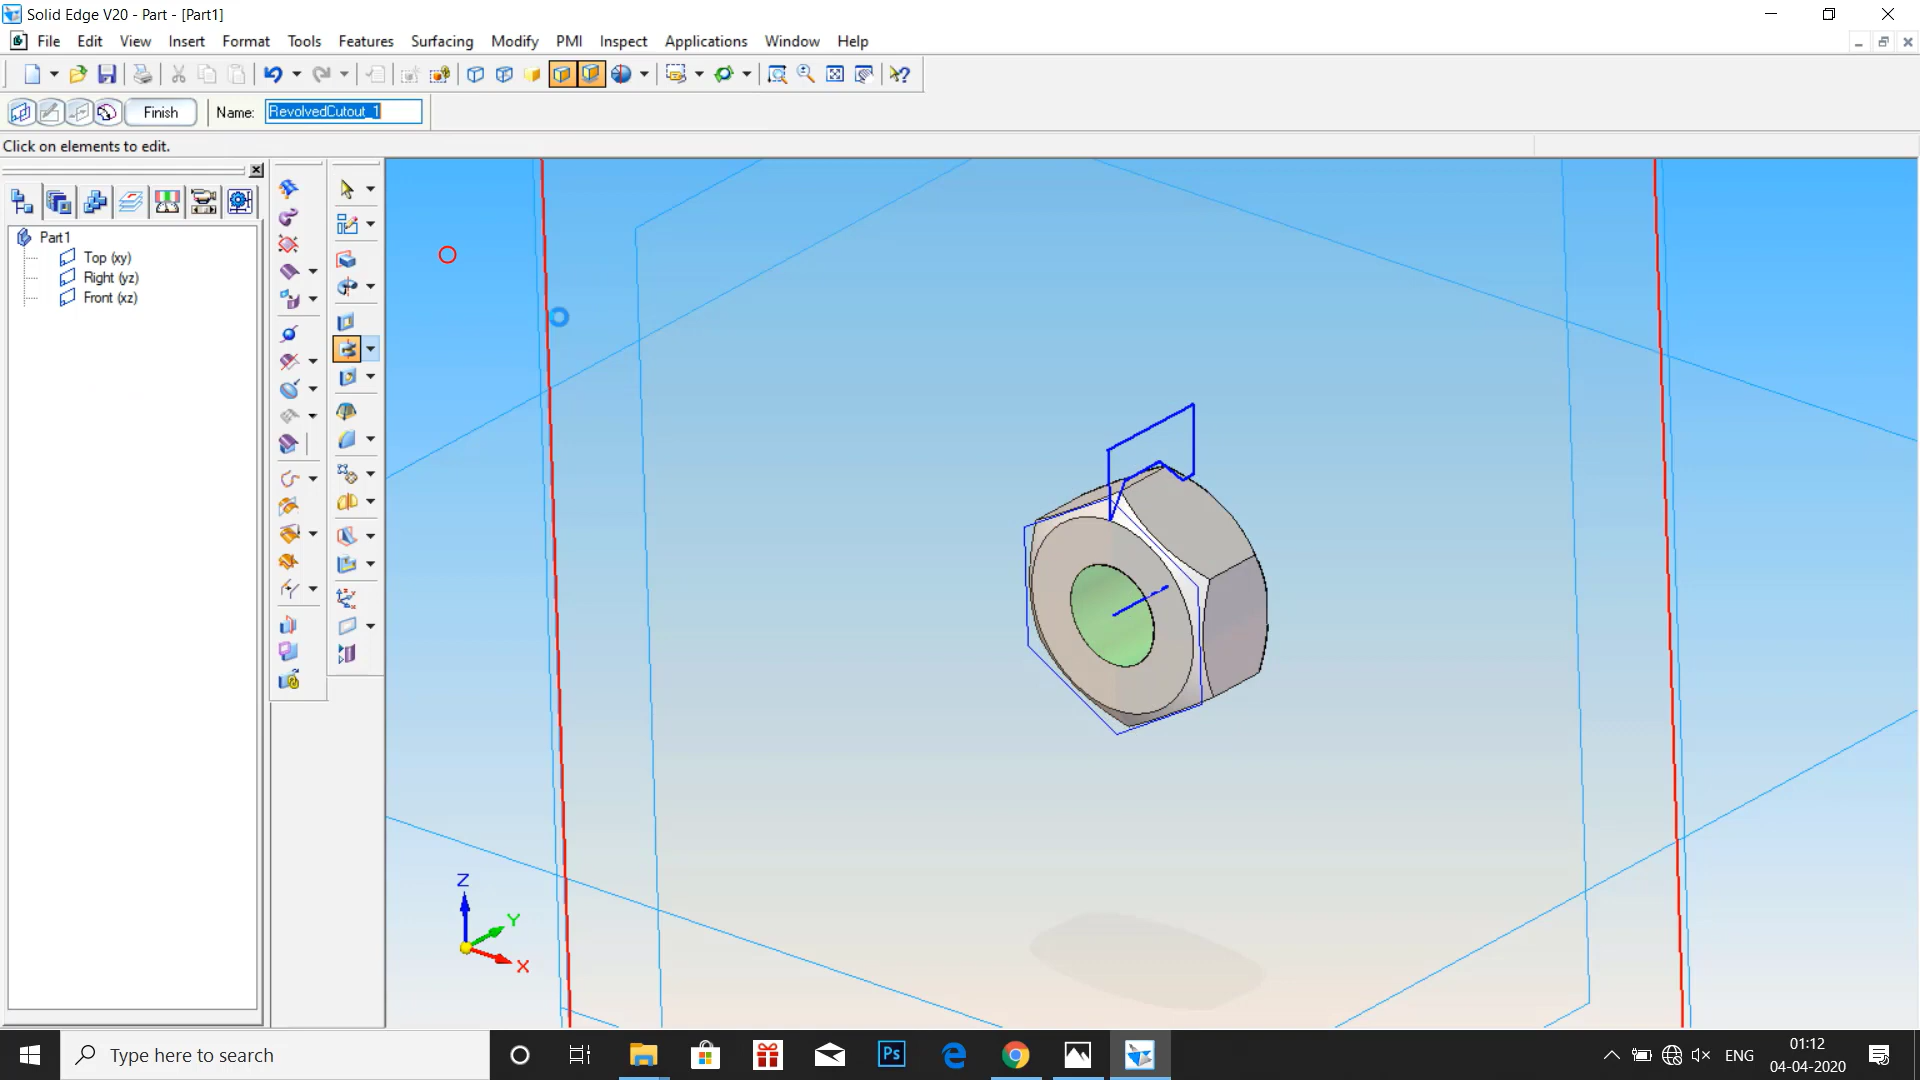 Solid Edge V20 - Part - [Part1]
File Edit View Insert Format Tools Features Surfacing Modify PMI Inspect Applications Window Help
Finish Name: RevolvedCutout_1
Click on elements to edit.
Part1
Top (xy)
Right (yz)
Front (xz)
Z
Y
X
Type here to search
Ps
ENG
01:12
04-04-2020